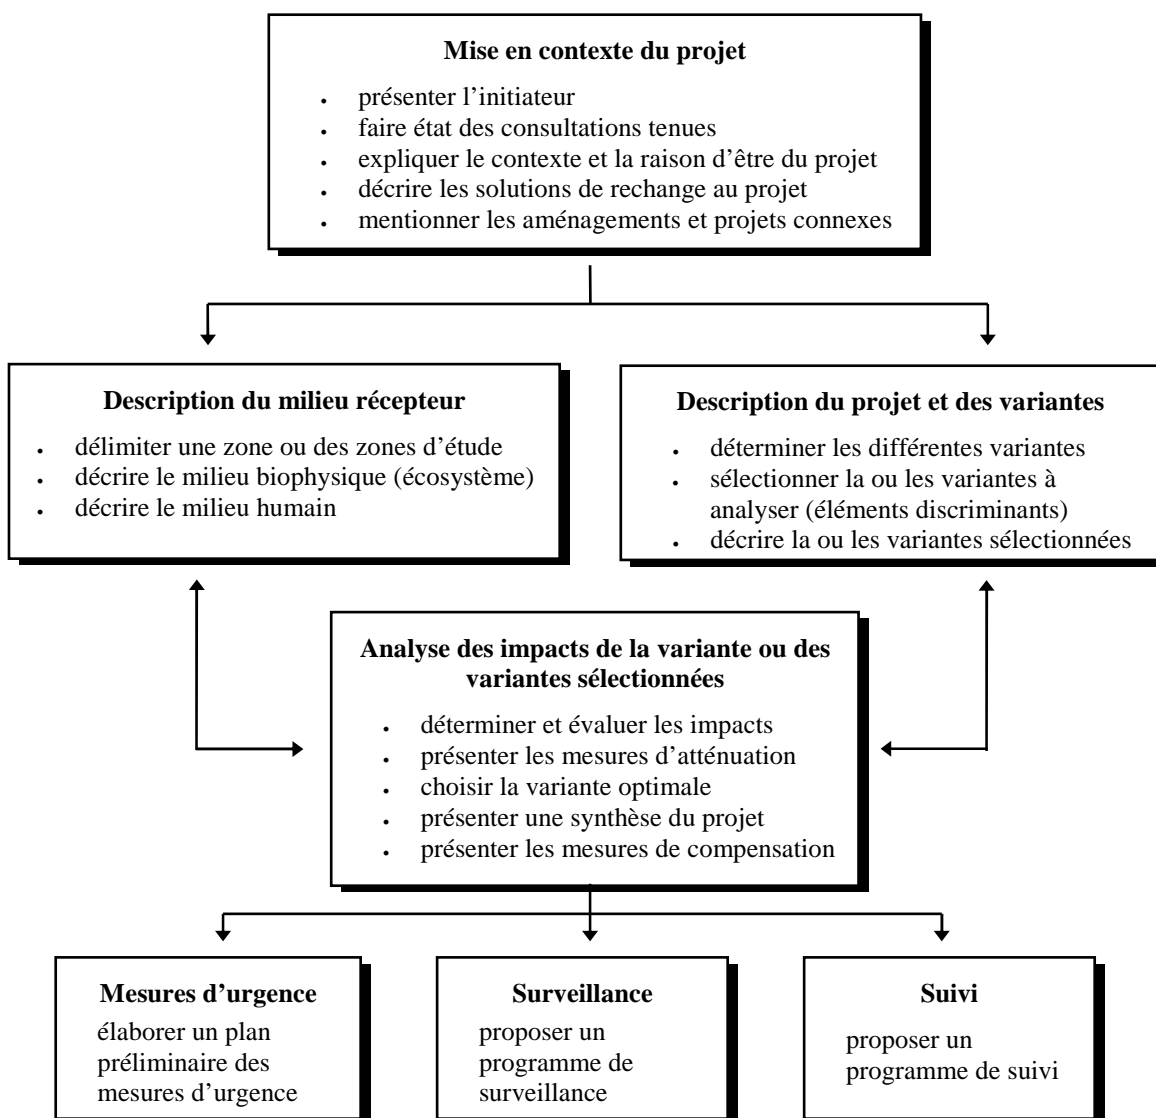 Mise en contexte du projet
• présenter l’initiateur
• faire état des consultations tenues
• expliquer le contexte et la raison d’être du projet
• décrire les solutions de rechange au projet
• mentionner les aménagements et projets connexes
Description du milieu récepteur
• délimiter une zone ou des zones d’étude
• décrire le milieu biophysique (écosystème)
• décrire le milieu humain
Description du projet et des variantes
• déterminer les différentes variantes
• sélectionner la ou les variantes à
analyser (éléments discriminants)
• décrire la ou les variantes sélectionnées
Analyse des impacts de la variante ou des
variantes sélectionnées
• déterminer et évaluer les impacts
• présenter les mesures d’atténuation
• choisir la variante optimale
• présenter une synthèse du projet
• présenter les mesures de compensation
Mesures d’urgence
élaborer un plan
préliminaire des
mesures d’urgence
Surveillance
proposer un
programme de
surveillance
Suivi
proposer un
programme de suivi